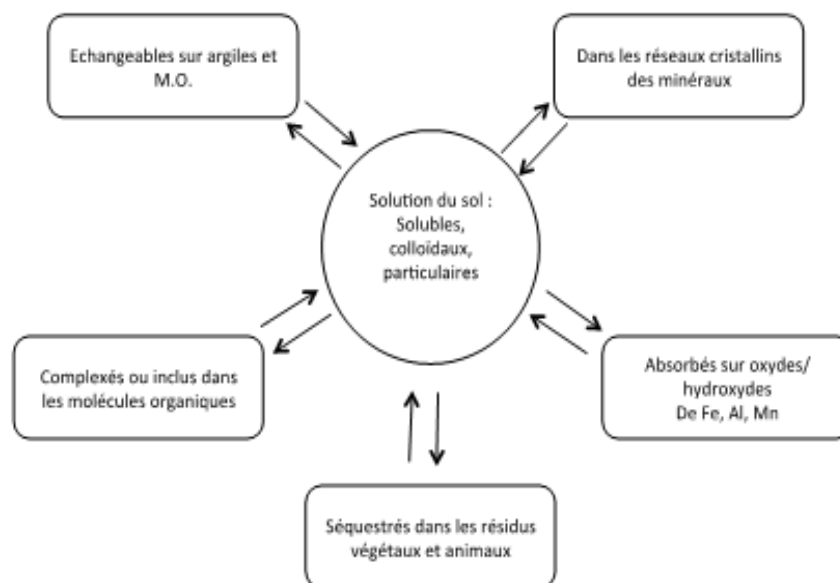 Echangeables sur argiles et
M.O.
Dans les réseaux cristallins
des minéraux
Solution du sol :
Solubles,
colloïdaux,
particulaires
Complexés ou inclus dans
les molécules organiques
Absorbés sur oxydes/
hydroxydes
De Fe, Al, Mn
Séquestrés dans les résidus
végétaux et animaux